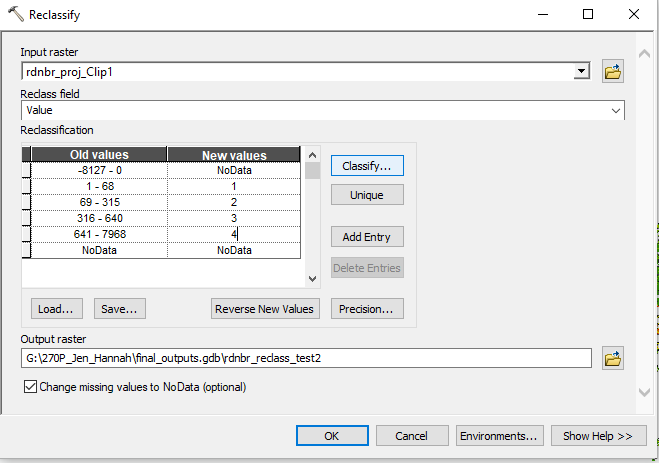 Reclassify
Input raster
rdnbr_proj_Clip1
Reclass field
Value
Reclassification
Old values New values
-8127 - 0 NoData
1 - 68 1
69 - 315 2
316 - 640 3
641 - 7968 4
NoData NoData
Classify...
Unique
Add Entry
Delete Entries
Load... Save... Reverse New Values Precision...
Output raster
G:\270P_Jen_Hannah\final_outputs.gdb\rdnbr_reclass_test2
Change missing values to NoData (optional)
OK Cancel Environments... Show Help >>